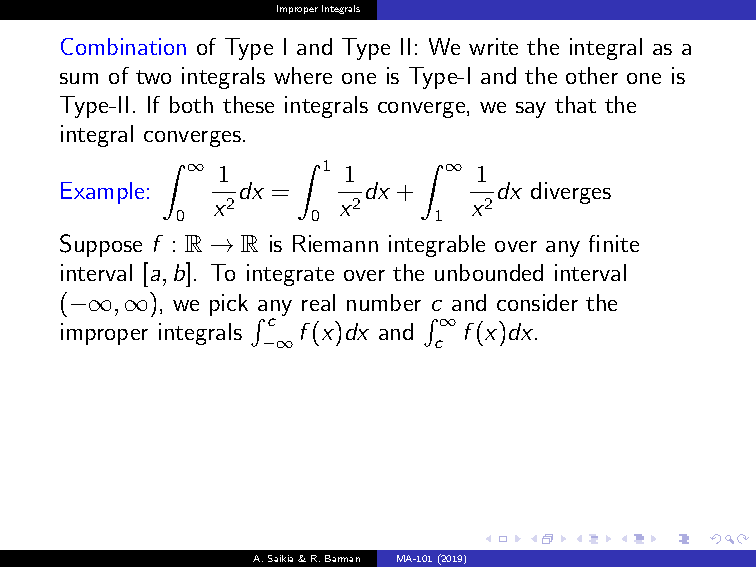 Improper Integrals
Combination of Type I and Type II: We write the integral as a
sum of two integrals where one is Type-I and the other one is
Type-II. If both these integrals converge, we say that the
integral converges.
Example: ∫₀^∞ 1/x² dx = ∫₀^1 1/x² dx + ∫₁^∞ 1/x² dx diverges
Suppose f : ℝ → ℝ is Riemann integrable over any finite
interval [a, b]. To integrate over the unbounded interval
(−∞, ∞), we pick any real number c and consider the
improper integrals ∫_{−∞}^c f(x)dx and ∫_c^∞ f(x)dx.
A. Saikia & R. Barman MA-101 (2019)